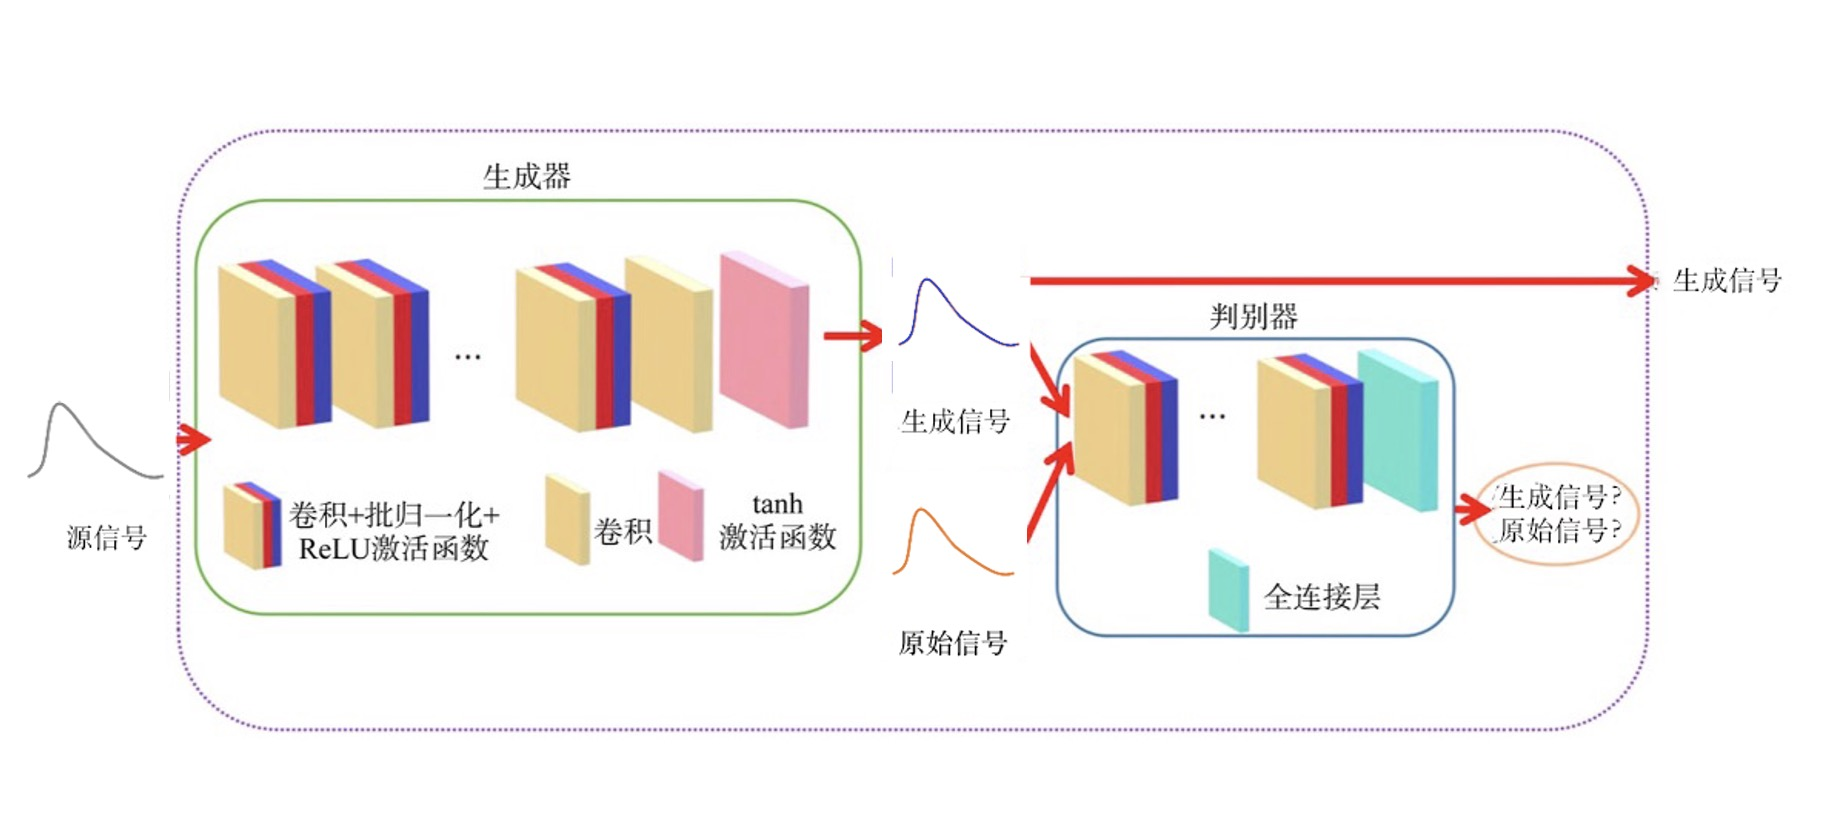 生成器
...
源信号
卷积+批归一化+
ReLU激活函数
卷积
tanh
激活函数
生成信号
原始信号
判别器
...
全连接层
生成信号?
原始信号?
生成信号